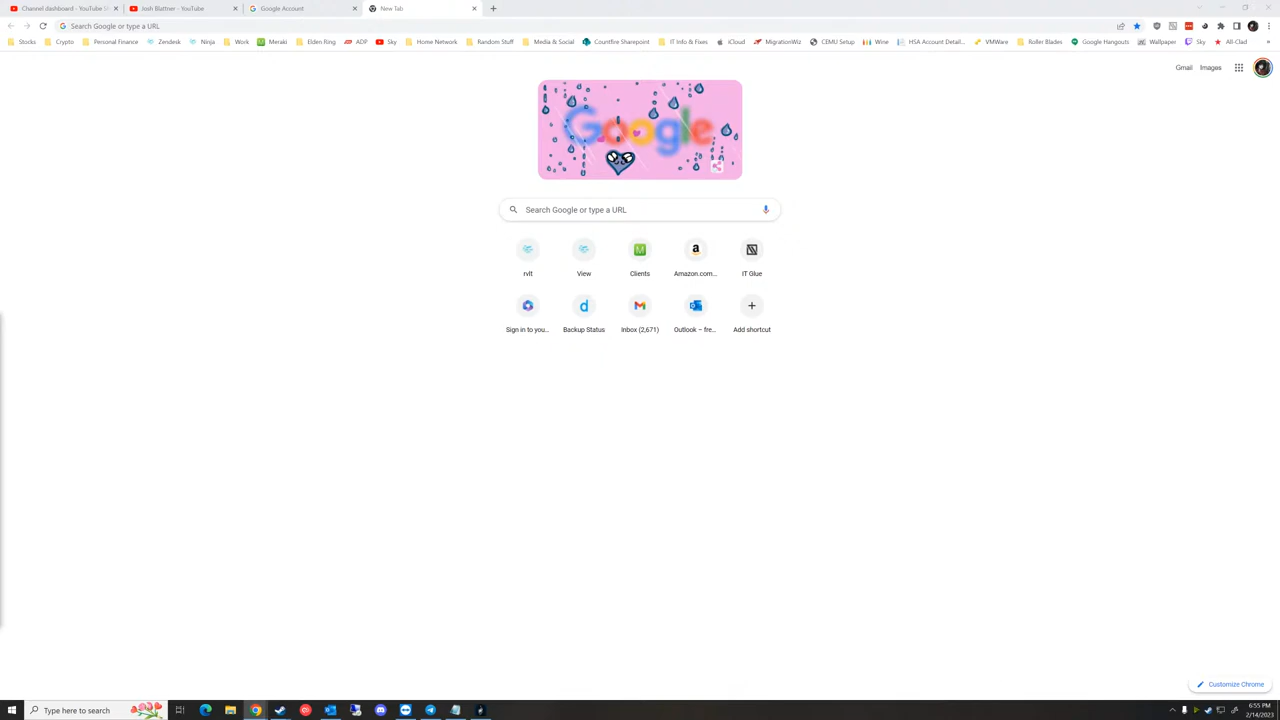 Channel dashboard - YouTube St
Josh Blattner - YouTube
Google Account
New Tab
Search Google or type a URL
Stocks Crypto Personal Finance Zendesk Ninja Work Meraki Elden Ring ADP Sky Home Network Random Stuff Media & Social Countfire Sharepoint IT Info & Fixes iCloud MigrationWiz CEMU Setup Wine HSA Account Detail... VMWare Roller Blades Google Hangouts Wallpaper Sky All-Clad »
Gmail Images
Google
Search Google or type a URL
rvit View Clients Amazon.com... IT Glue
Sign in to you... Backup Status Inbox (2,671) Outlook – fre... Add shortcut
Customize Chrome
Type here to search
6:55 PM
2/14/2023